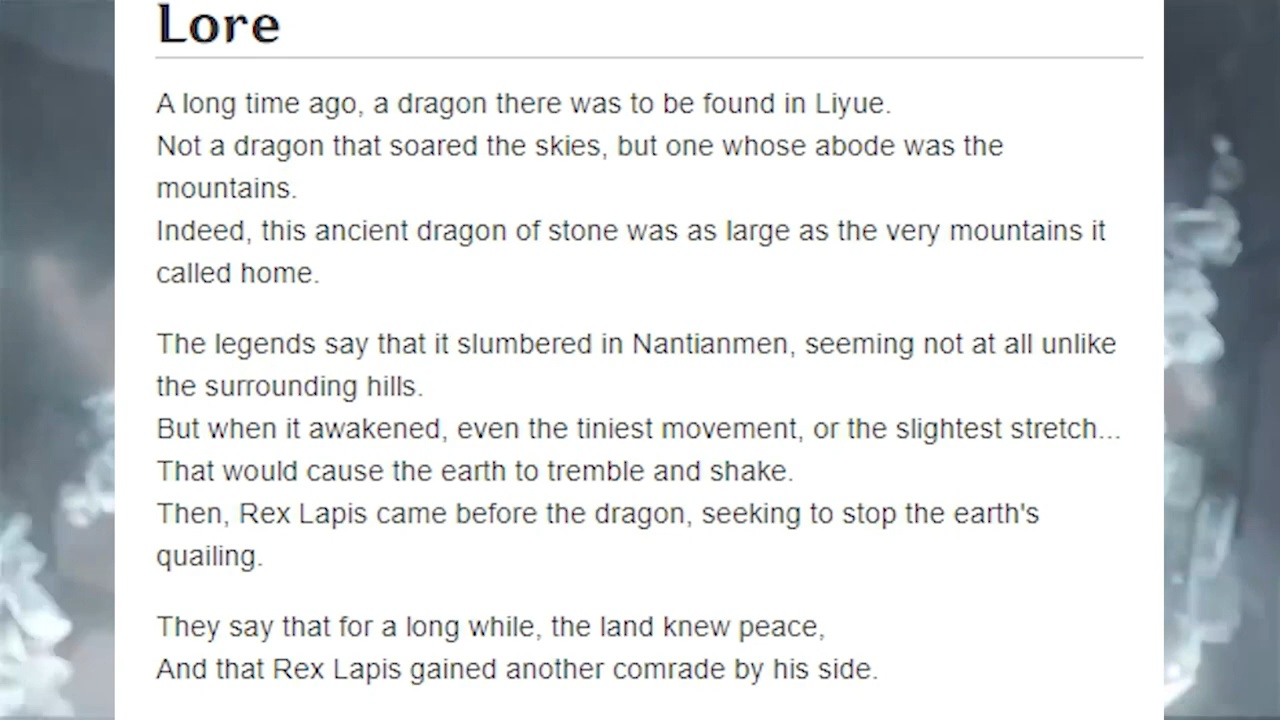 Lore
A long time ago, a dragon there was to be found in Liyue.
Not a dragon that soared the skies, but one whose abode was the
mountains.
Indeed, this ancient dragon of stone was as large as the very mountains it
called home.
The legends say that it slumbered in Nantianmen, seeming not at all unlike
the surrounding hills.
But when it awakened, even the tiniest movement, or the slightest stretch...
That would cause the earth to tremble and shake.
Then, Rex Lapis came before the dragon, seeking to stop the earth's
quailing.
They say that for a long while, the land knew peace,
And that Rex Lapis gained another comrade by his side.